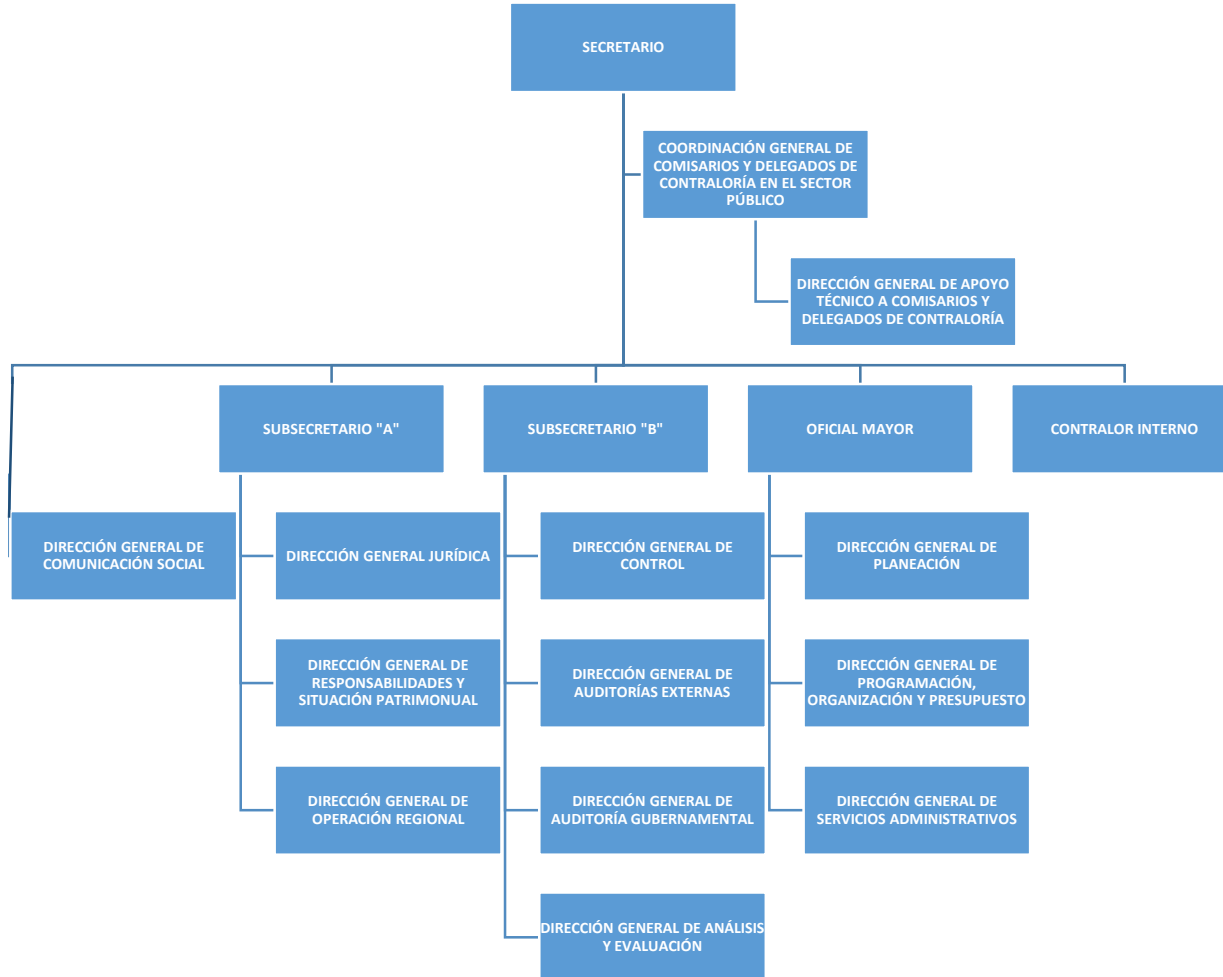 SECRETARIO
COORDINACIÓN GENERAL DE
COMISARIOS Y DELEGADOS DE
CONTRALORÍA EN EL SECTOR
PÚBLICO
DIRECCIÓN GENERAL DE APOYO
TÉCNICO A COMISARIOS Y
DELEGADOS DE CONTRALORÍA
SUBSECRETARIO "A"
SUBSECRETARIO "B"
OFICIAL MAYOR
CONTRALOR INTERNO
DIRECCIÓN GENERAL DE
COMUNICACIÓN SOCIAL
DIRECCIÓN GENERAL JURÍDICA
DIRECCIÓN GENERAL DE
CONTROL
DIRECCIÓN GENERAL DE
PLANEACIÓN
DIRECCIÓN GENERAL DE
RESPONSABILIDADES Y
SITUACIÓN PATRIMONUAL
DIRECCIÓN GENERAL DE
AUDITORÍAS EXTERNAS
DIRECCIÓN GENERAL DE
PROGRAMACIÓN,
ORGANIZACIÓN Y PRESUPUESTO
DIRECCIÓN GENERAL DE
OPERACIÓN REGIONAL
DIRECCIÓN GENERAL DE
AUDITORÍA GUBERNAMENTAL
DIRECCIÓN GENERAL DE
SERVICIOS ADMINISTRATIVOS
DIRECCIÓN GENERAL DE ANÁLISIS
Y EVALUACIÓN